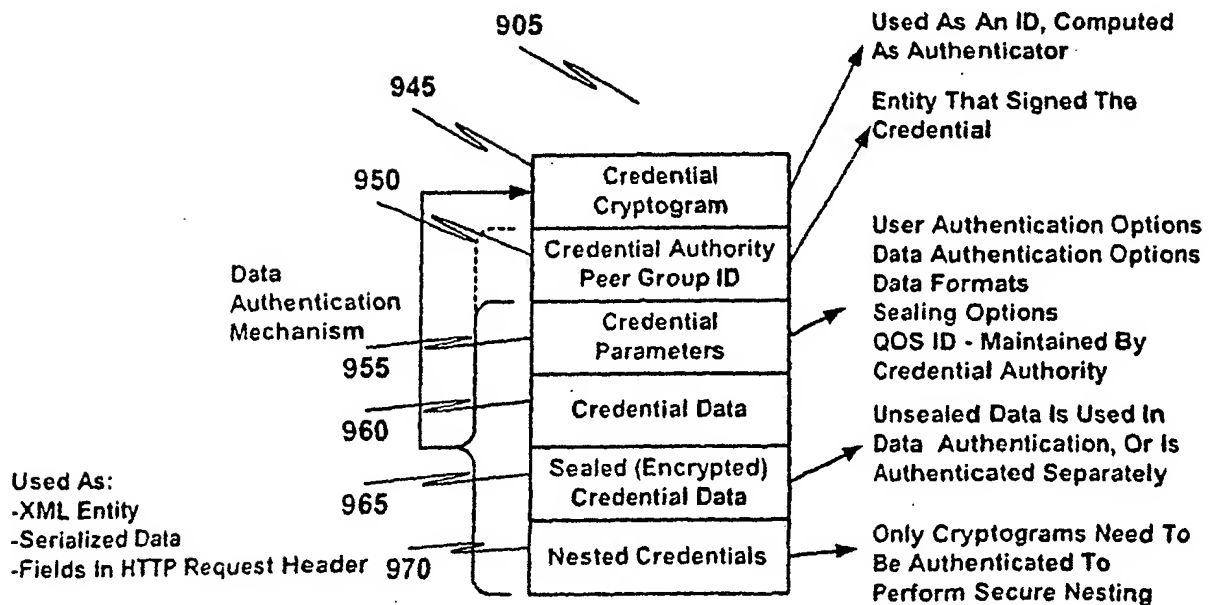 905
Used As An ID, Computed
As Authenticator
945
Entity That Signed The
Credential
950
Credential
Cryptogram
Credential Authority
Peer Group ID
User Authentication Options
Data Authentication Options
Data Formats
Sealing Options
QOS ID - Maintained By
Credential Authority
Data
Authentication
Mechanism
Credential
Parameters
955
Credential Data
960
Unsealed Data Is Used In
Data Authentication, Or Is
Authenticated Separately
Sealed (Encrypted)
Credential Data
965
Used As:
-XML Entity
-Serialized Data
-Fields In HTTP Request Header
970
Nested Credentials
Only Cryptograms Need To
Be Authenticated To
Perform Secure Nesting